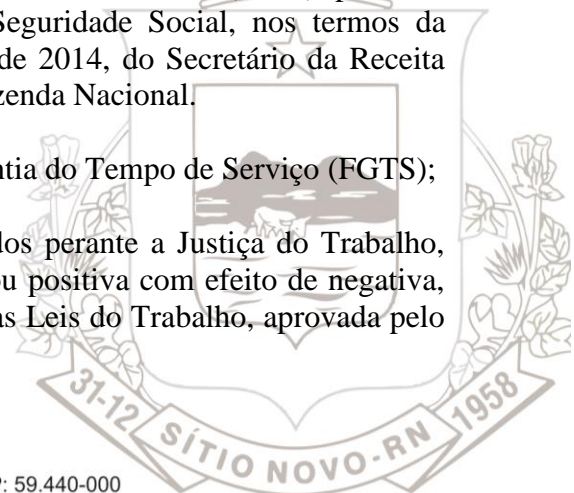 Seguridade Social, nos termos da
de 2014, do Secretário da Receita
zenda Nacional.
ntia do Tempo de Serviço (FGTS);
dos perante a Justiça do Trabalho,
ou positiva com efeito de negativa,
as Leis do Trabalho, aprovada pelo
31-12 SÍTIO NOVO-RN 1958
P: 59.440-000